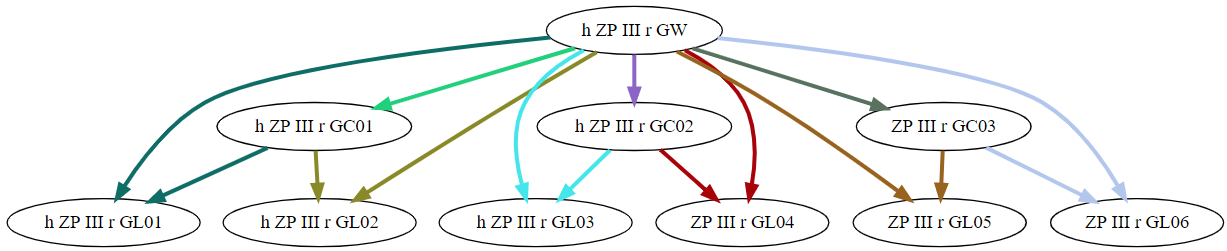 h ZP III r GW
h ZP III r GC01
h ZP III r GC02
ZP III r GC03
h ZP III r GL01
h ZP III r GL02
h ZP III r GL03
ZP III r GL04
ZP III r GL05
ZP III r GL06